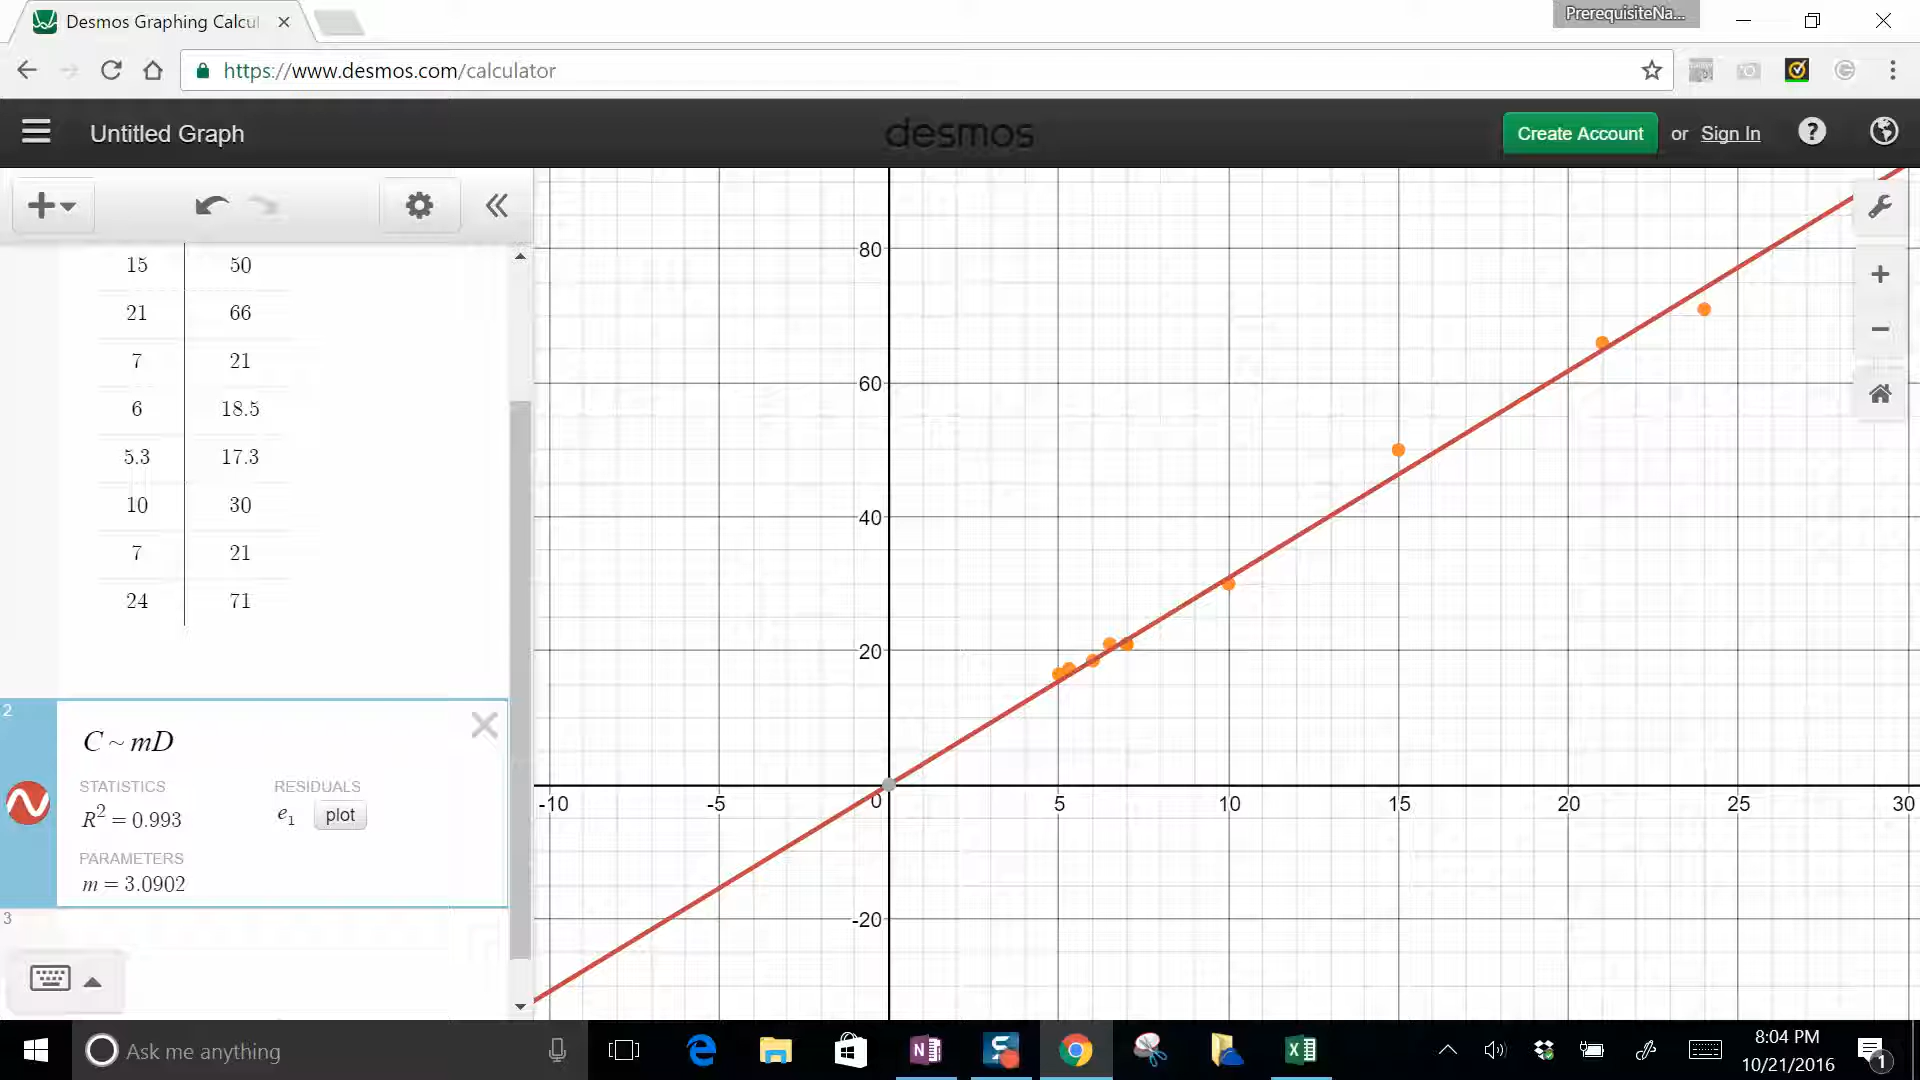 Desmos Graphing Calcul
PrerequisiteNa...
https://www.desmos.com/calculator
Untitled Graph
desmos
Create Account or Sign In
15 50
21 66
7 21
6 18.5
5.3 17.3
10 30
7 21
24 71
2
C ~ mD
STATISTICS RESIDUALS
R² = 0.993 e₁ plot
PARAMETERS
m = 3.0902
3
80
60
40
20
-10 -5 0 5 10 15 20 25 30
-20
Ask me anything
8:04 PM
10/21/2016
1